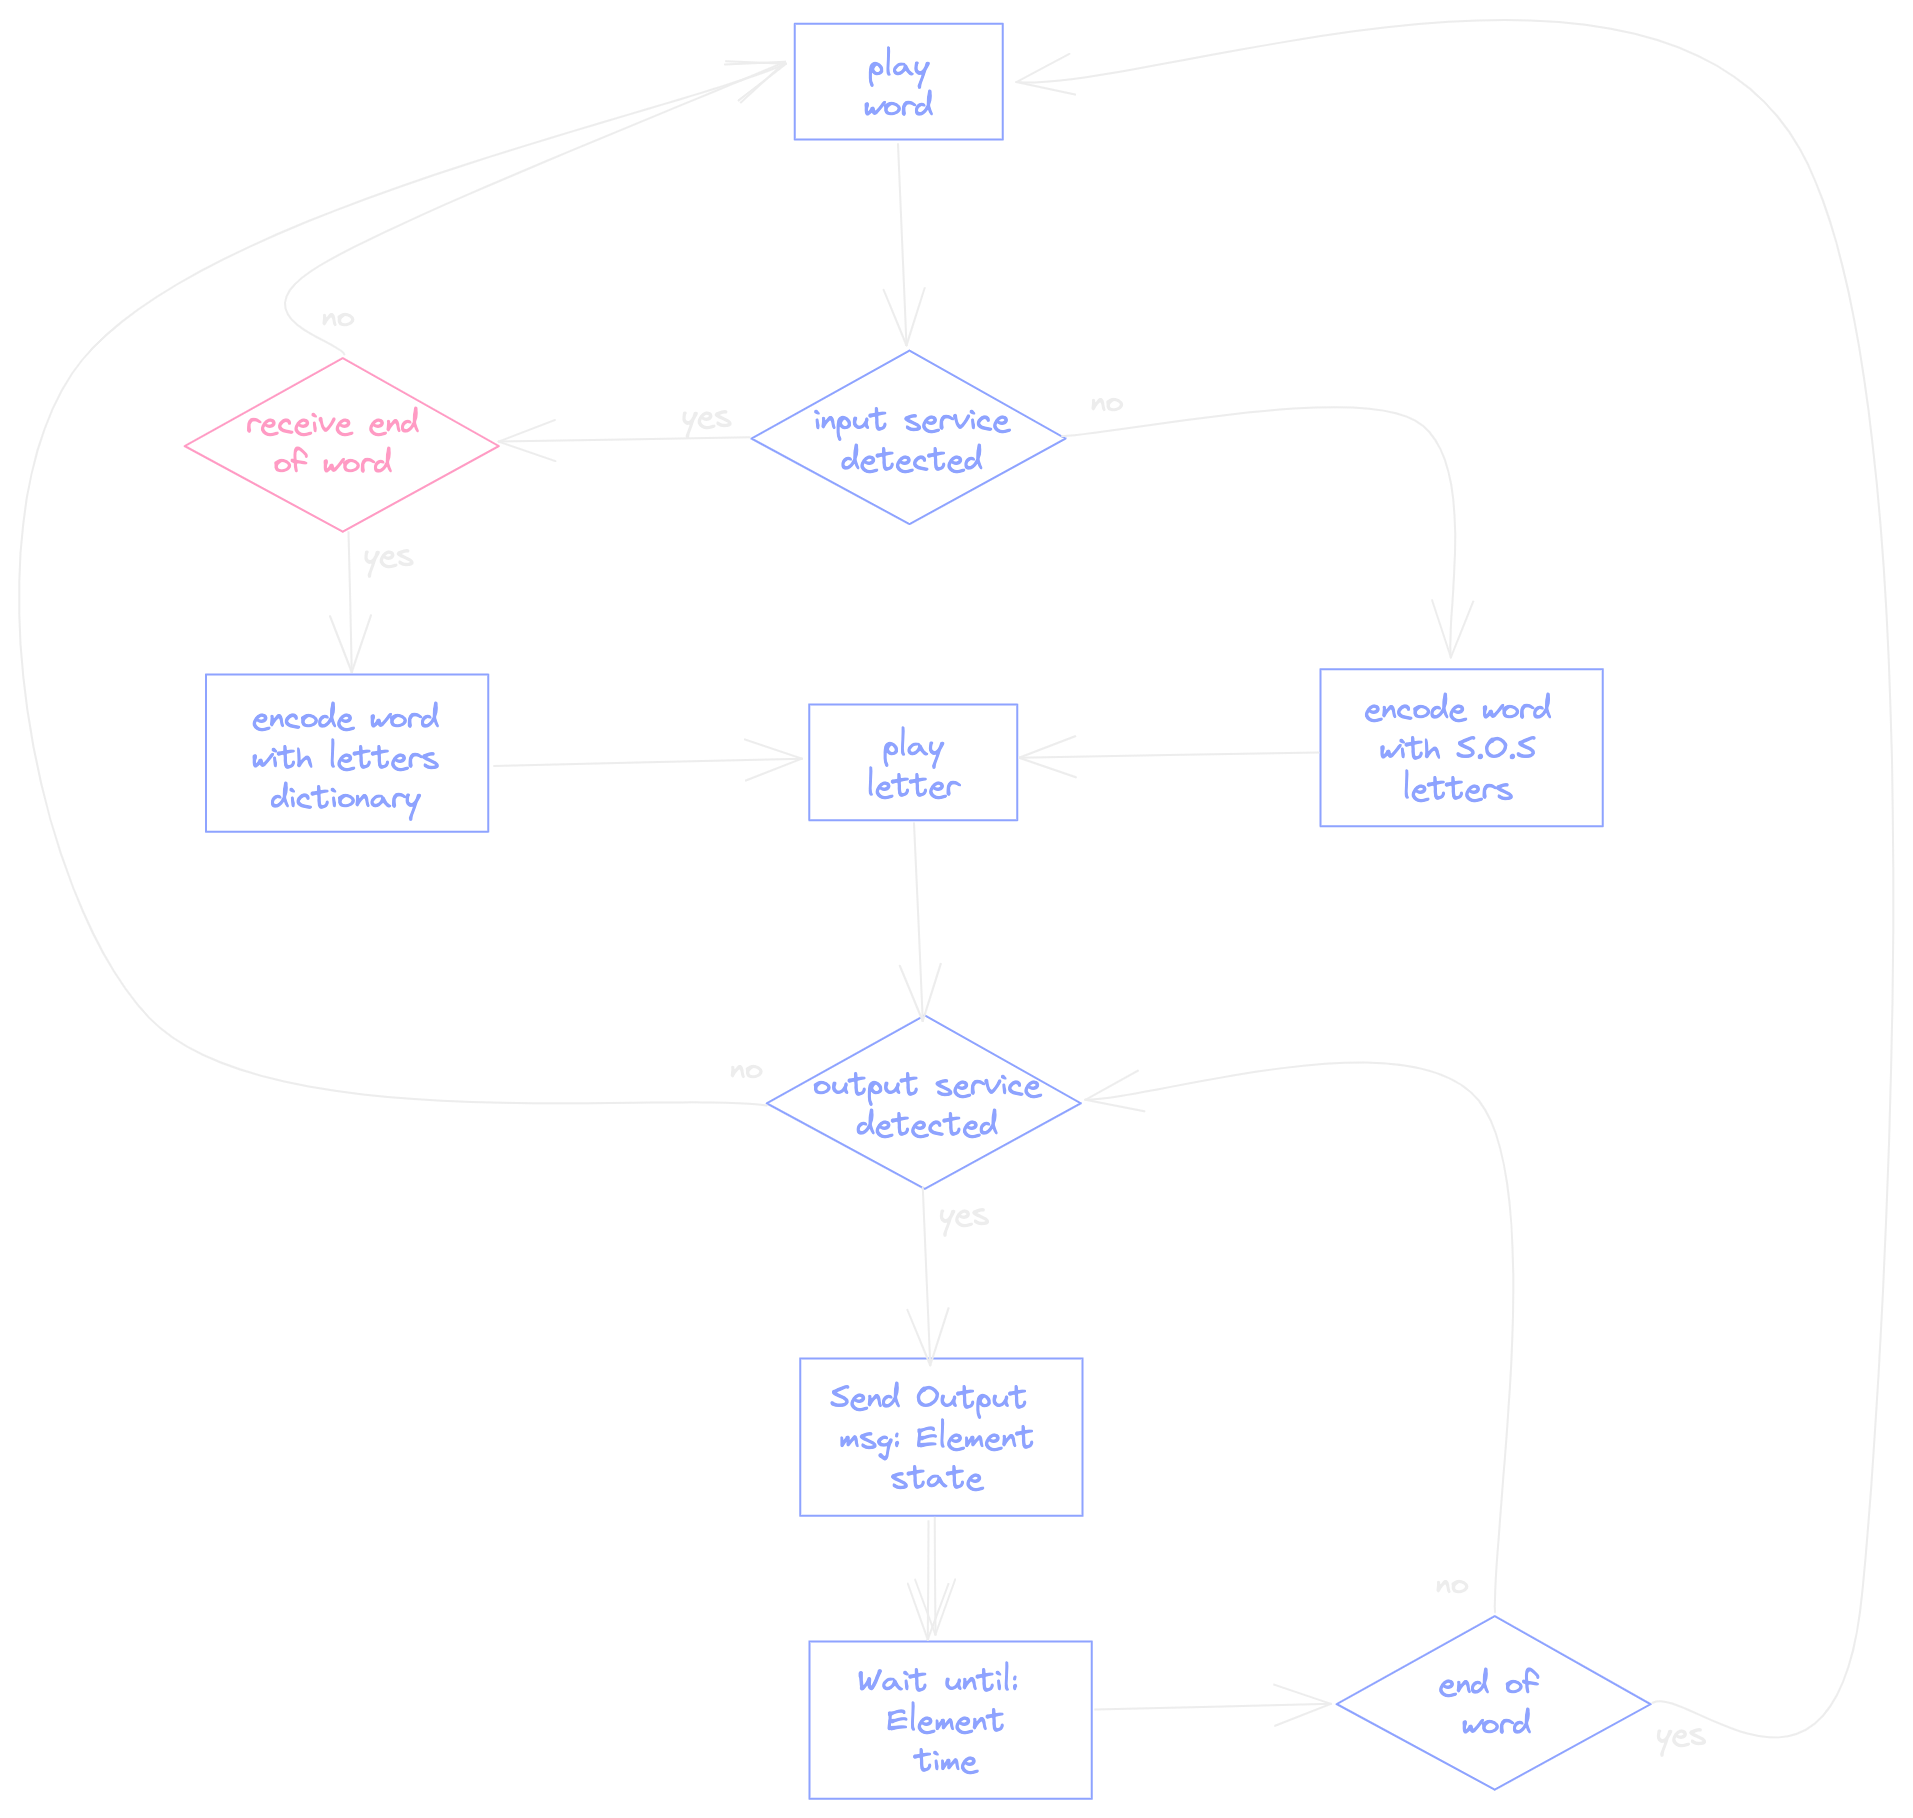 play
word
no
receive end
of word
yes
input service
detected
no
yes
encode word
with letters
dictionary
play
letter
encode word
with S.O.S
letters
no
output service
detected
yes
Send Output
msg: Element
state
no
Wait until:
Element
time
end of
word
yes